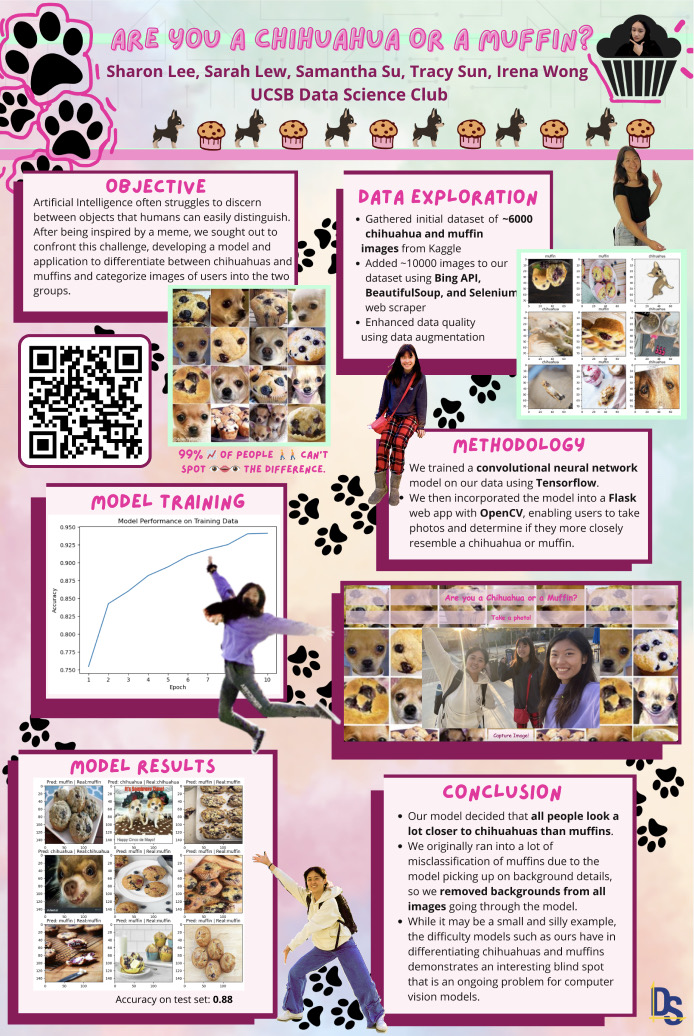 ARE YOU A CHIHUAHUA OR A MUFFIN?
Sharon Lee, Sarah Lew, Samantha Su, Tracy Sun, Irena Wong
UCSB Data Science Club
OBJECTIVE
Artificial Intelligence often struggles to discern
between objects that humans can easily distinguish.
After being inspired by a meme, we sought out to
confront this challenge, developing a model and
application to differentiate between chihuahuas and
muffins and categorize images of users into the two
groups.
99% OF PEOPLE CAN'T
SPOT THE DIFFERENCE.
DATA EXPLORATION
• Gathered initial dataset of ~6000
chihuahua and muffin
images from Kaggle
• Added ~10000 images to our
dataset using Bing API,
BeautifulSoup, and Selenium
web scraper
• Enhanced data quality
using data augmentation
muffin muffin chihuahua
METHODOLOGY
We trained a convolutional neural network
model on our data using Tensorflow.
We then incorporated the model into a Flask
web app with OpenCV, enabling users to take
photos and determine if they more closely
resemble a chihuahua or muffin.
MODEL TRAINING
Model Performance on Training Data
Accuracy
0.950
0.925
0.900
0.875
0.850
0.825
0.800
0.775
0.750
1 2 3 4 5 6 7 10
Epoch
Are you a Chihuahua or a Muffin?
Take a photo!
Capture Image!
MODEL RESULTS
Pred: muffin | Real:muffin Pred: chihuahua | Real:chihuahua Pred: muffin | Real:muffin
Happy Cinco de Mayo!
Pred: chihuahua | Real:chihuahua Pred: muffin | Real:muffin Pred: muffin | Real:muffin
Pred: muffin | Real:muffin Pred: muffin | Real:muffin Pred: muffin | Real:muffin
Accuracy on test set: 0.88
CONCLUSION
• Our model decided that all people look a
lot closer to chihuahuas than muffins.
• We originally ran into a lot of
misclassification of muffins due to the
model picking up on background details,
so we removed backgrounds from all
images going through the model.
• While it may be a small and silly example,
the difficulty models such as ours have in
differentiating chihuahuas and muffins
demonstrates an interesting blind spot
that is an ongoing problem for computer
vision models.
DS